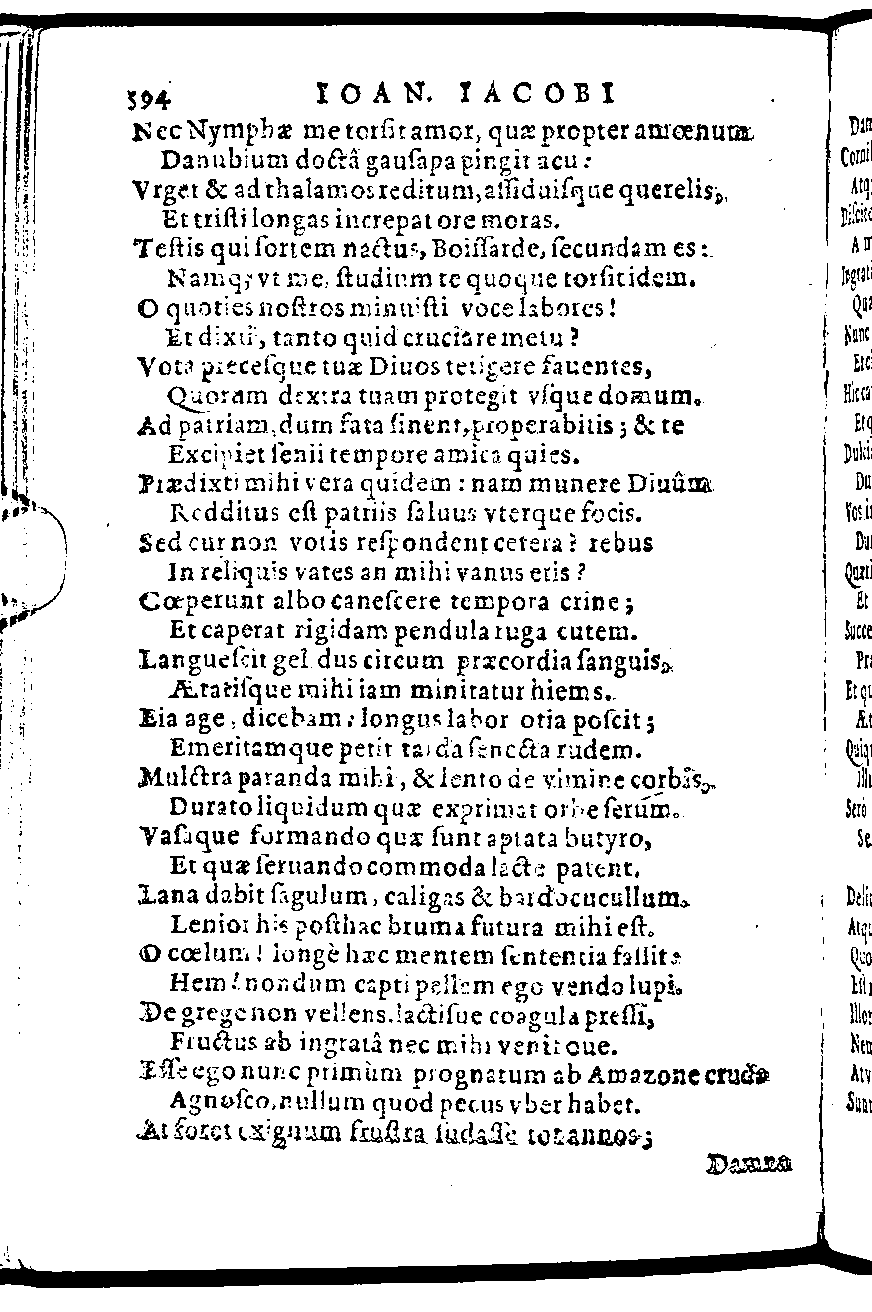 594 IOAN. IACOBI
Nec Nymphæ me torſit amor, quæ propter amœnum
Danubium doctâ gauſapa pingit acu:
Vrget & ad thalamos reditum, aſſiduiſque querelis,
Et triſti longas increpat ore moras.
Teſtis qui ſortem nactus, Boiſſarde, ſecundam es:
Namq; vt me, ſtudium te quoque torſit idem.
O quoties noſtros minuiſti voce labores!
Et dixti, tanto quid cruciare metu?
Vota preceſque tuæ Diuos tetigere fauentes,
Quorum dextra tuam protegit vſque domum.
Ad patriam, dum fata ſinent, properabitis; & te
Excipiet ſenii tempore amica quies.
Prædixti mihi vera quidem: nam munere Diuûm
Redditus eſt patriis ſaluus vterque focis.
Sed cur non votis reſpondent cetera? rebus
In reliquis vates an mihi vanus eris?
Cœperunt albo caneſcere tempora crine;
Et caperat rigidam pendula ruga cutem.
Langueſcit gelidus circum præcordia ſanguis,
Ætatiſque mihi iam minitatur hiems.
Eia age, dicebam: longus labor otia poſcit;
Emeritamque petit tarda ſenecta rudem.
Mulctra paranda mihi, & lento de vimine corbis,
Durato liquidum quæ exprimat orbe ſerum.
Vaſaque formando quæ ſunt aptata butyro,
Et quæ ſeruando commoda lacte patent.
Lana dabit ſagulum, caligas & bardocucullum.
Lenior his poſthac bruma futura mihi eſt.
O cœlum! longè hæc mentem ſententia fallit:
Hem! nondum capti pellem ego vendo lupi.
De grege non vellens, lactiſue coagula preſſi,
Fructus ab ingratâ nec mihi venit oue.
Eſſe ego nunc primùm prognatum ab Amazone cruda
Agnoſco, nullum quod pecus vber habet.
At foret exiguum fruſtra ſudaſſe tot annos;
Damna